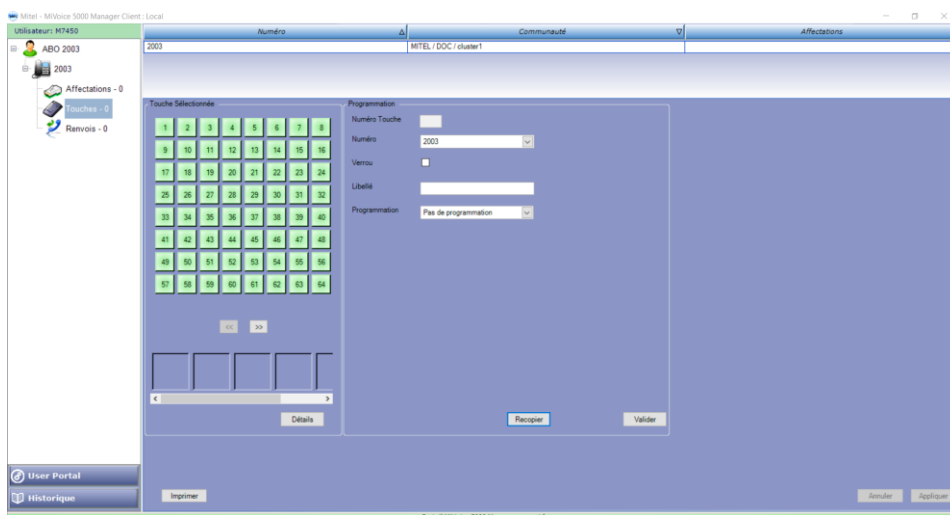 Mitel - MiVoice 5000 Manager Client : Local
Utilisateur: M7450
Numéro Communauté Affectations
ABO 2003
2003 MITEL / DOC / cluster1
2003
Affectations - 0
Touches - 0
Renvois - 0
Touche Sélectionnée
1 2 3 4 5 6 7 8
9 10 11 12 13 14 15 16
17 18 19 20 21 22 23 24
25 26 27 28 29 30 31 32
33 34 35 36 37 38 39 40
41 42 43 44 45 46 47 48
49 50 51 52 53 54 55 56
57 58 59 60 61 62 63 64
<< >>
Détails
Programmation
Numéro Touche
Numéro 2003
Verrou
Libellé
Programmation Pas de programmation
Recopier Valider
User Portal
Historique
Imprimer Annuler Appliquer